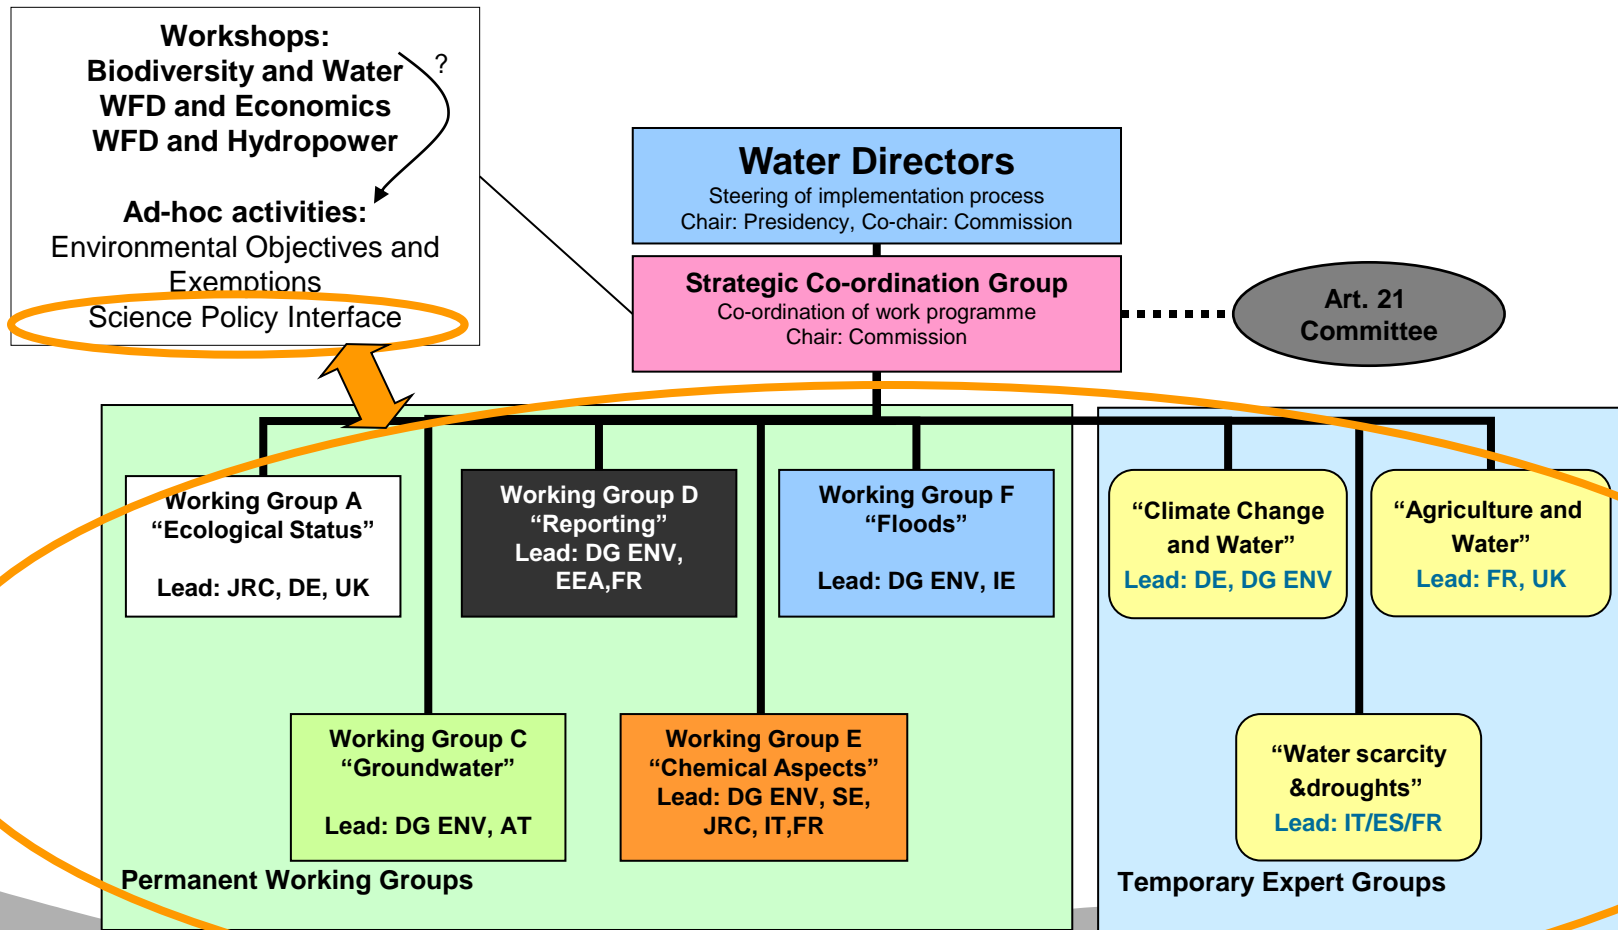 Workshops:
Biodiversity and Water
WFD and Economics
WFD and Hydropower
?
Ad-hoc activities:
Environmental Objectives and
Exemptions
Science Policy Interface
Water Directors
Steering of implementation process
Chair: Presidency, Co-chair: Commission
Strategic Co-ordination Group
Co-ordination of work programme
Chair: Commission
Art. 21
Committee
Working Group A
“Ecological Status”
Lead: JRC, DE, UK
Working Group D
“Reporting”
Lead: DG ENV,
EEA,FR
Working Group F
“Floods”
Lead: DG ENV, IE
“Climate Change
and Water”
Lead: DE, DG ENV
“Agriculture and
Water”
Lead: FR, UK
Working Group C
“Groundwater”
Lead: DG ENV, AT
Working Group E
“Chemical Aspects”
Lead: DG ENV, SE,
JRC, IT,FR
“Water scarcity
&droughts”
Lead: IT/ES/FR
Permanent Working Groups
Temporary Expert Groups